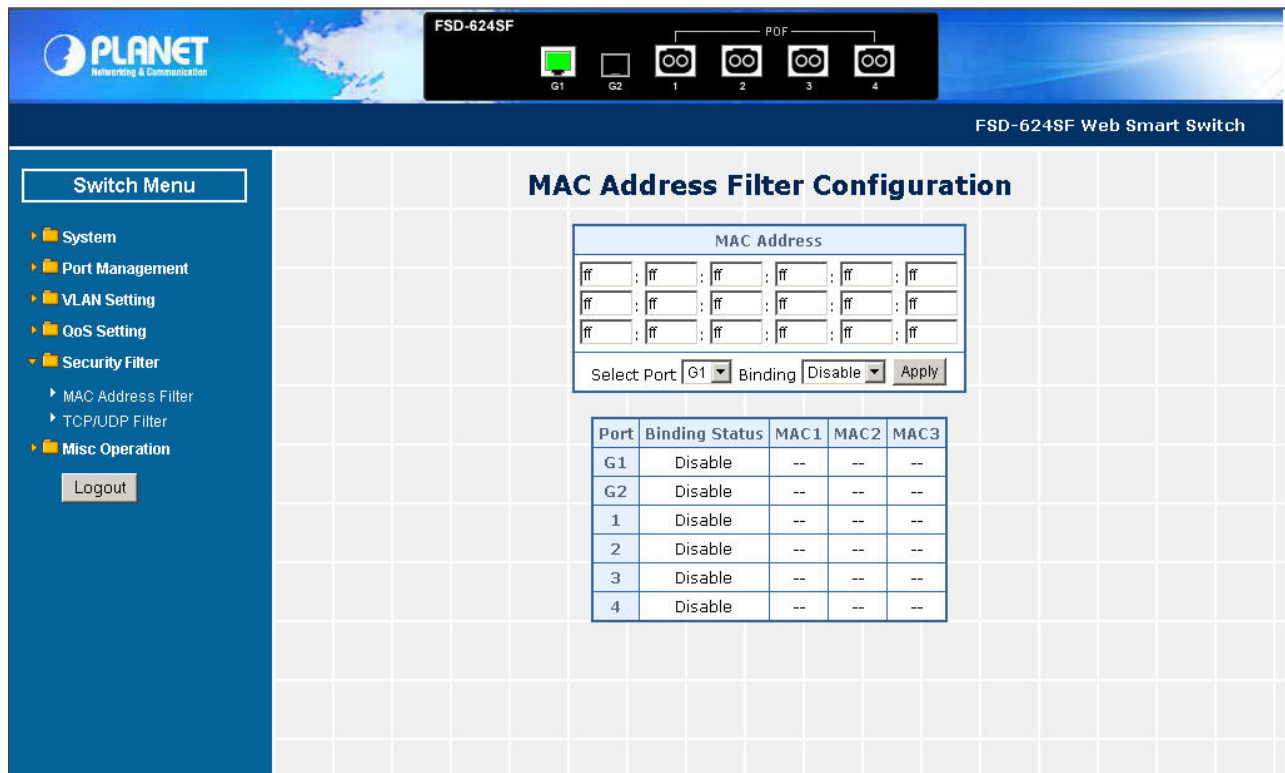 PLANET
Networking & Communication
FSD-624SF
POF
G1 G2 1 2 3 4
FSD-624SF Web Smart Switch
Switch Menu
System
Port Management
VLAN Setting
QoS Setting
Security Filter
MAC Address Filter
TCP/UDP Filter
Misc Operation
Logout
MAC Address Filter Configuration
MAC Address
ff : ff : ff : ff : ff : ff
ff : ff : ff : ff : ff : ff
ff : ff : ff : ff : ff : ff
Select Port G1 Binding Disable Apply
Port Binding Status MAC1 MAC2 MAC3
G1 Disable -- -- --
G2 Disable -- -- --
1 Disable -- -- --
2 Disable -- -- --
3 Disable -- -- --
4 Disable -- -- --